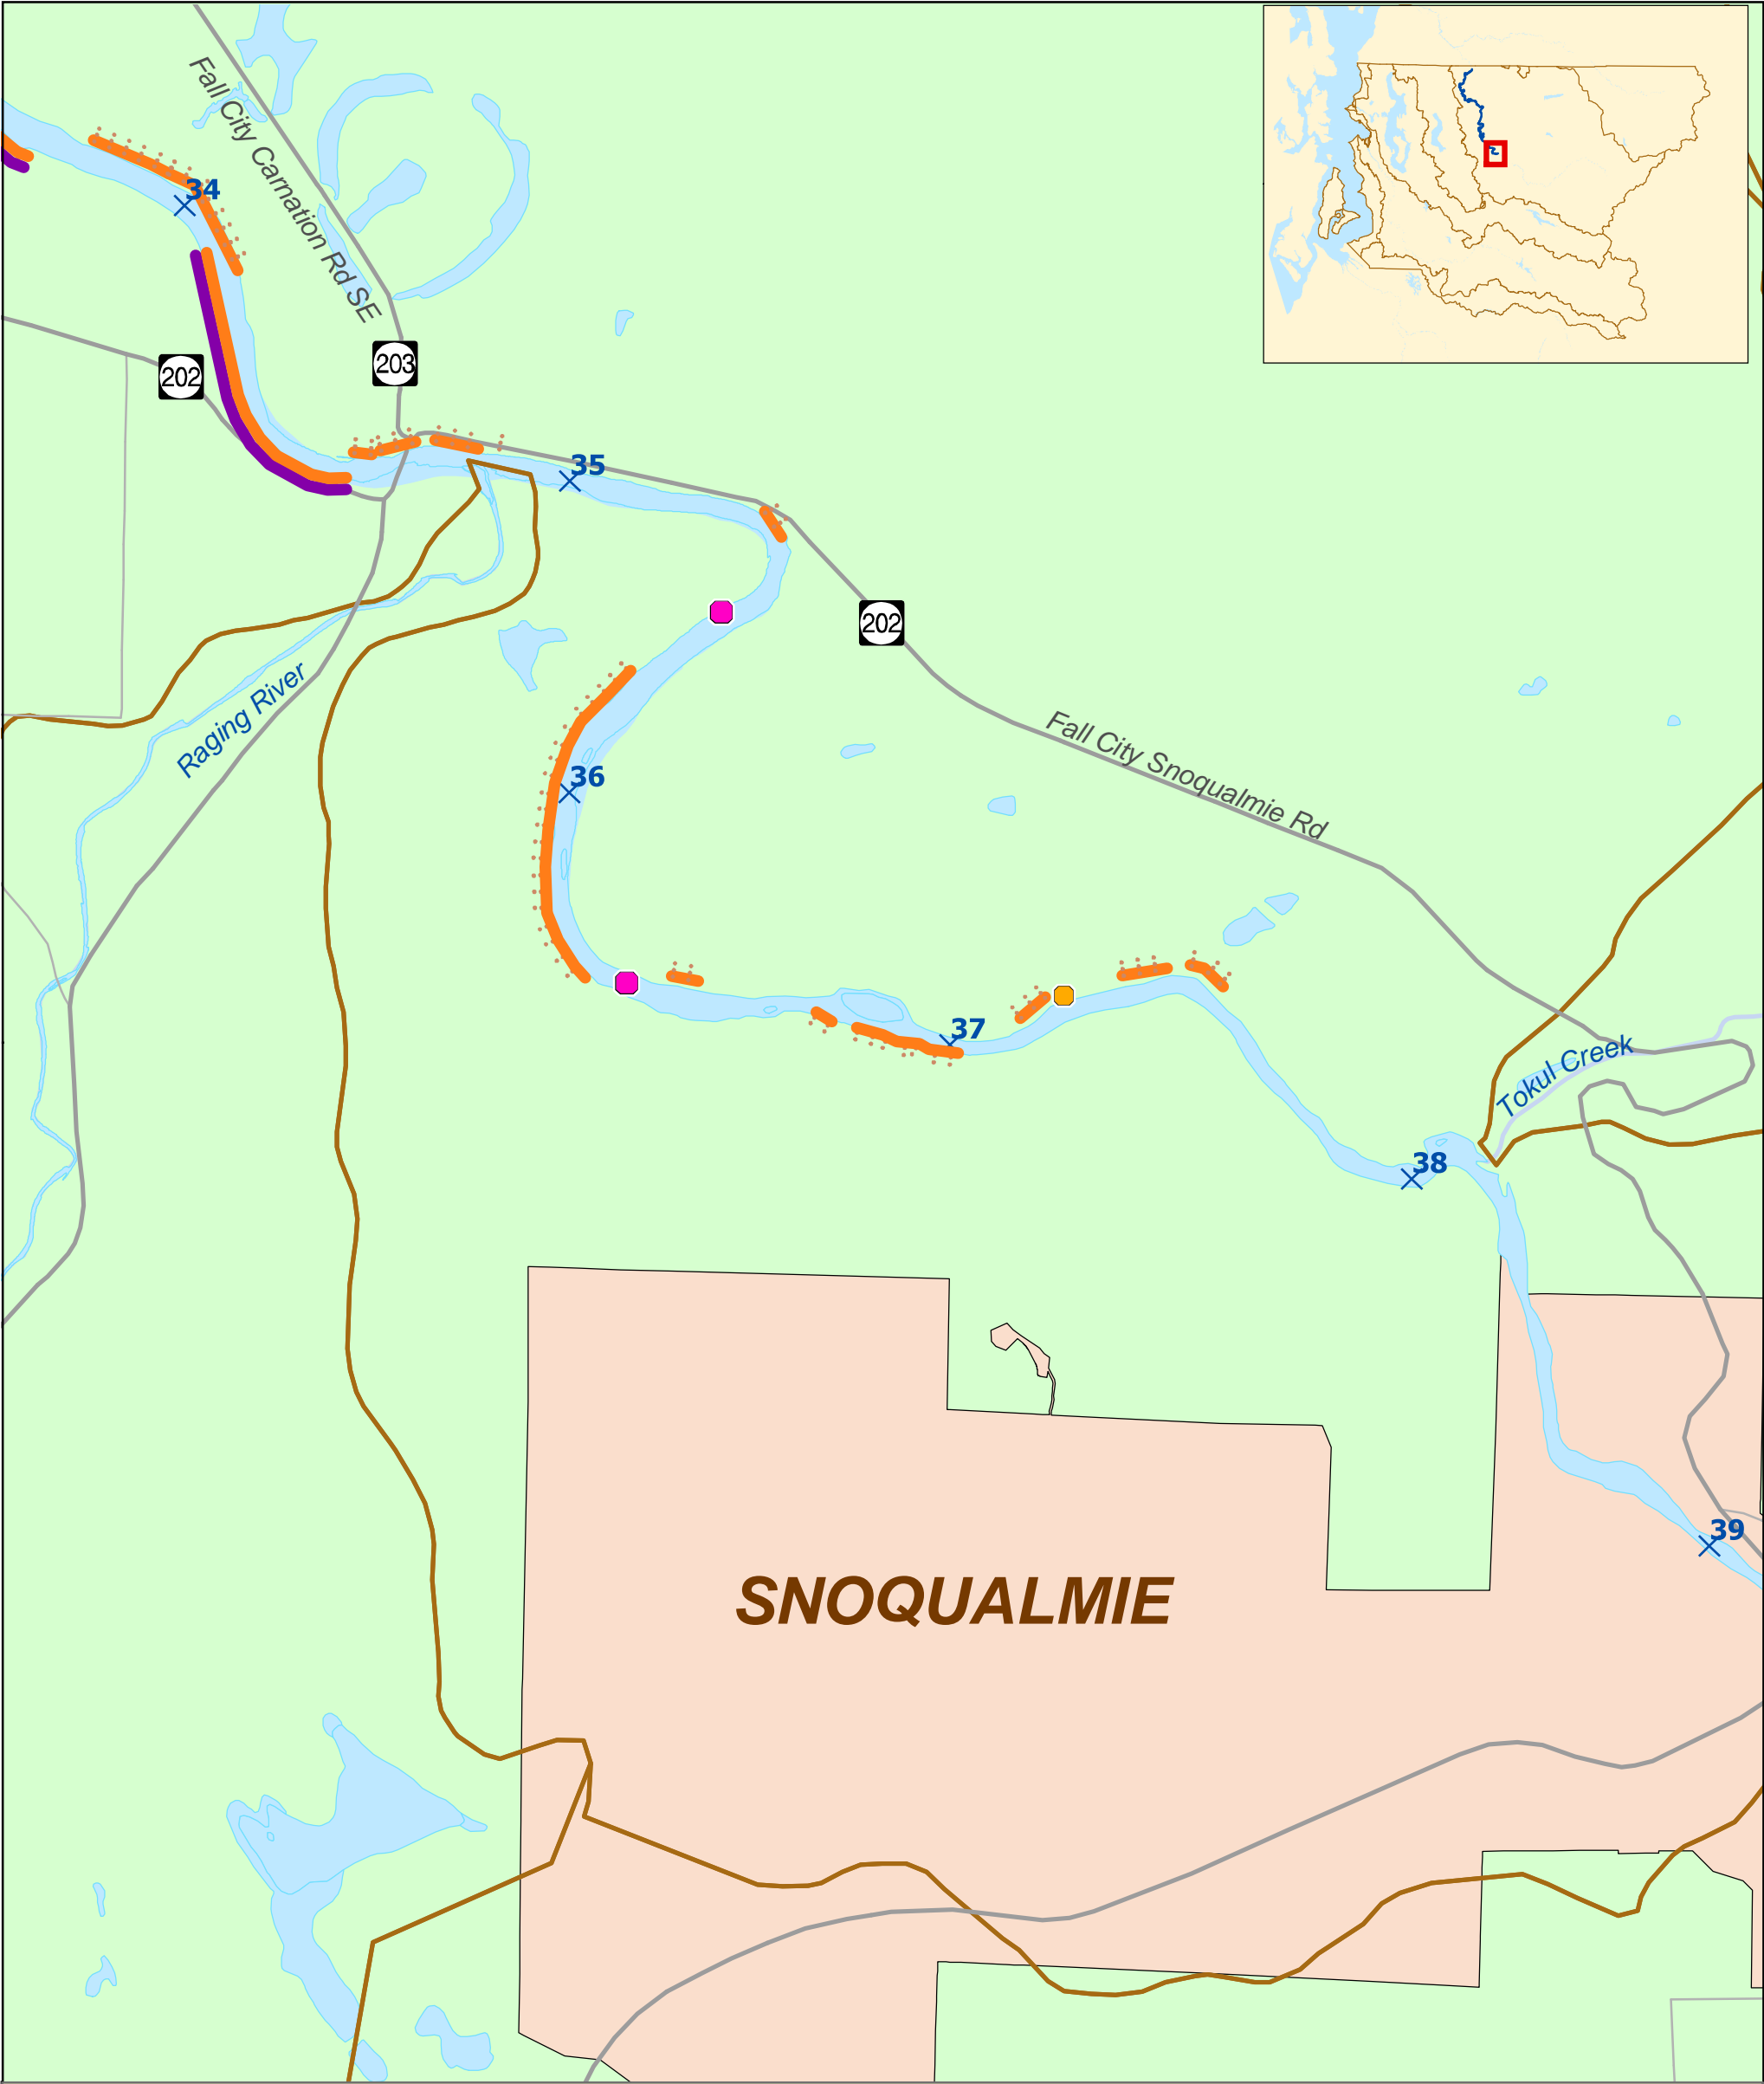 Fall City Carnation Rd SE
34
203
202
35
202
Raging River
Fall City Snoqualmie Rd
36
37
Tokul Creek
38
39
SNOQUALMIE